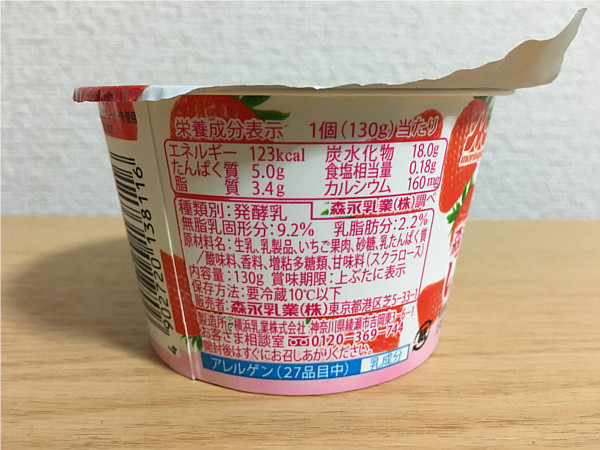 栄養成分表示 1個(130g)当たり
エネルギー 123kcal 炭水化物 18.0g
たんぱく質 5.0g 食塩相当量 0.18g
脂質 3.4g カルシウム 160mg
森永乳業(株)調べ
種類別:発酵乳
無脂乳固形分:9.2% 乳脂肪分:2.2%
原材料名:生乳、乳製品、いちご果肉、砂糖、乳たんぱく質
/酸味料、香料、増粘多糖類、甘味料(スクラロース)
内容量:130g 賞味期限:上ぶたに表示
保存方法:要冷蔵10℃以下
販売者:森永乳業(株)東京都港区芝5-33-1
製造所 横浜乳業株式会社 神奈川県綾瀬市吉岡東3-6-1
お客さま相談室 0120-369-744
開封後はすぐにお召しあがりください。
アレルゲン(27品目中) 乳成分
4 902720 138116